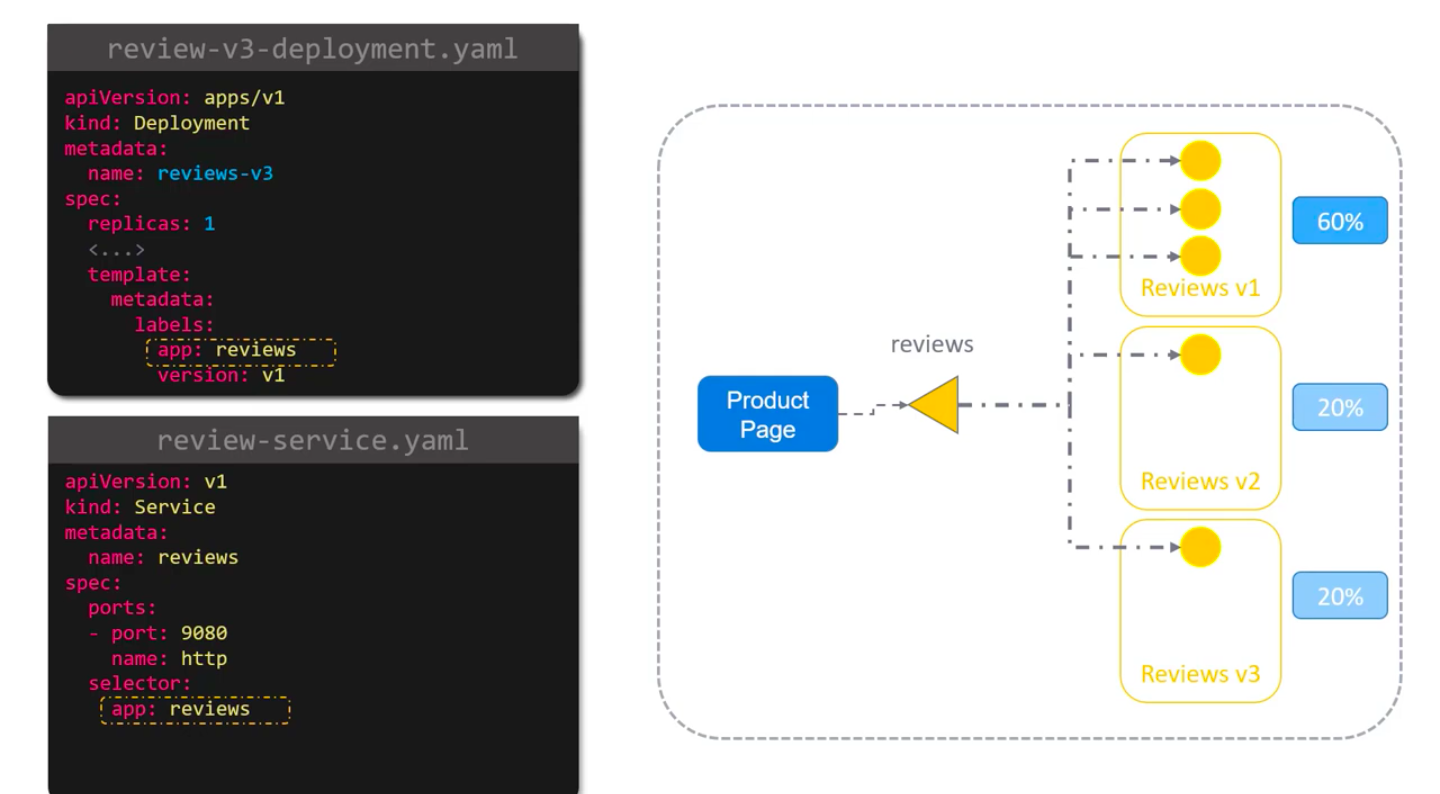 review-v3-deployment.yaml
apiVersion: apps/v1
kind: Deployment
metadata:
  name: reviews-v3
spec:
  replicas: 1
  <...>
  template:
    metadata:
      labels:
        app: reviews
        version: v1
review-service.yaml
apiVersion: v1
kind: Service
metadata:
  name: reviews
spec:
  ports:
  - port: 9080
    name: http
  selector:
    app: reviews
Product
Page
reviews
Reviews v1
60%
Reviews v2
20%
Reviews v3
20%